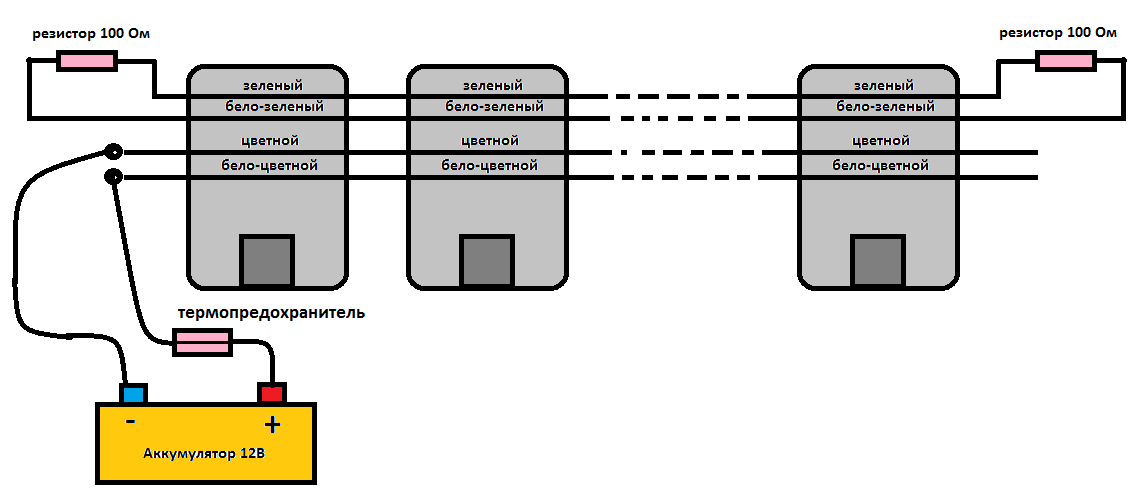 резистор 100 Ом
резистор 100 Ом
зеленый
зеленый
зеленый
бело-зеленый
бело-зеленый
бело-зеленый
цветной
цветной
цветной
бело-цветной
бело-цветной
бело-цветной
термопредохранитель
- +
Аккумулятор 12В